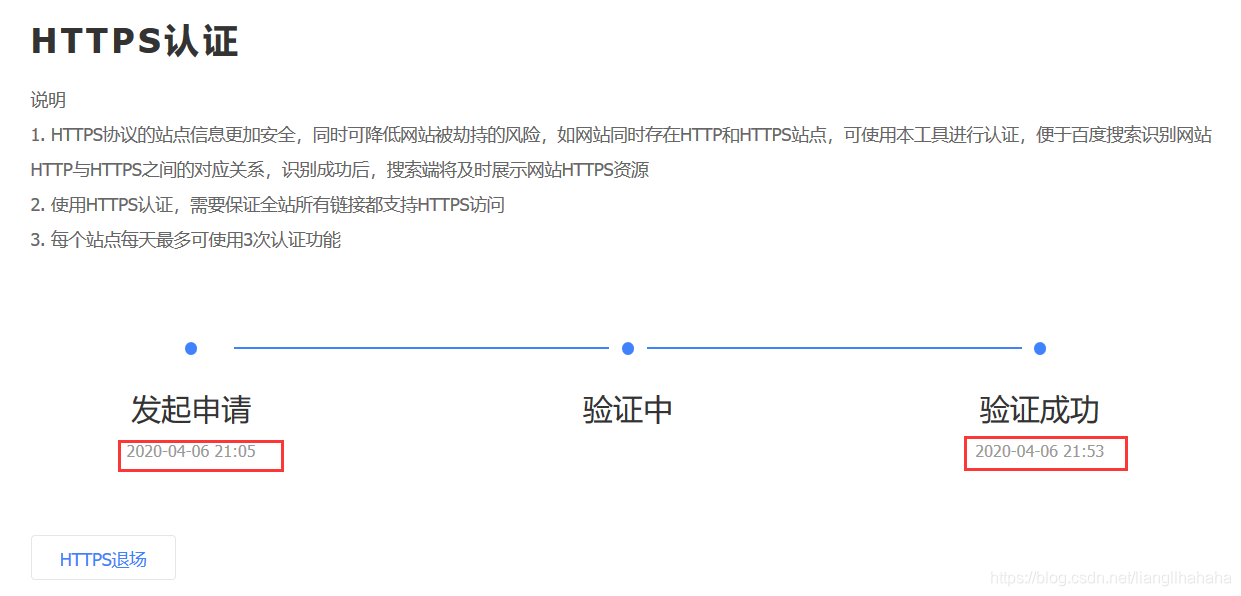 HTTPS认证
说明
1. HTTPS协议的站点信息更加安全，同时可降低网站被劫持的风险，如网站同时存在HTTP和HTTPS站点，可使用本工具进行认证，便于百度搜索识别网站
HTTP与HTTPS之间的对应关系，识别成功后，搜索端将及时展示网站HTTPS资源
2. 使用HTTPS认证，需要保证全站所有链接都支持HTTPS访问
3. 每个站点每天最多可使用3次认证功能
发起申请
验证中
验证成功
2020-04-06 21:05
2020-04-06 21:53
HTTPS退场
https://blog.csdn.net/liangllhahaha